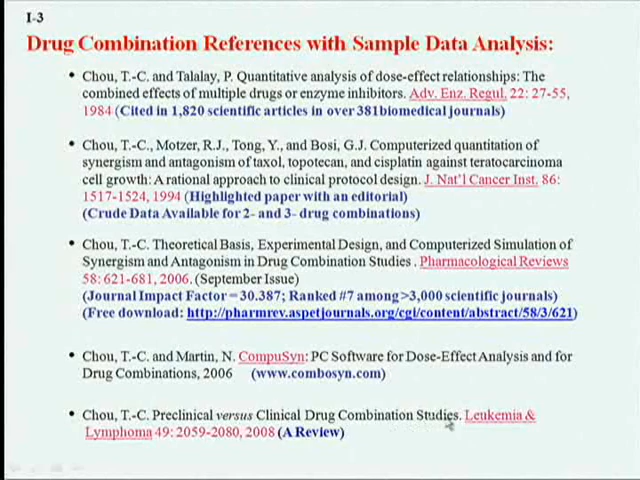 I-3
Drug Combination References with Sample Data Analysis:
• Chou, T.-C. and Talalay, P. Quantitative analysis of dose-effect relationships: The
combined effects of multiple drugs or enzyme inhibitors. Adv. Enz. Regul. 22: 27-55,
1984 (Cited in 1,820 scientific articles in over 381biomedical journals)
• Chou, T.-C., Motzer, R.J., Tong, Y., and Bosi, G.J. Computerized quantitation of
synergism and antagonism of taxol, topotecan, and cisplatin against teratocarcinoma
cell growth: A rational approach to clinical protocol design. J. Nat'l Cancer Inst. 86:
1517-1524, 1994 (Highlighted paper with an editorial)
(Crude Data Available for 2- and 3- drug combinations)
• Chou, T.-C. Theoretical Basis, Experimental Design, and Computerized Simulation of
Synergism and Antagonism in Drug Combination Studies . Pharmacological Reviews
58: 621-681, 2006. (September Issue)
(Journal Impact Factor = 30.387; Ranked #7 among>3,000 scientific journals)
(Free download: http://pharmrev.aspetjournals.org/cgi/content/abstract/58/3/621)
• Chou, T.-C. and Martin, N. CompuSyn: PC Software for Dose-Effect Analysis and for
Drug Combinations, 2006 (www.combosyn.com)
• Chou, T.-C. Preclinical versus Clinical Drug Combination Studies. Leukemia &
Lymphoma 49: 2059-2080, 2008 (A Review)